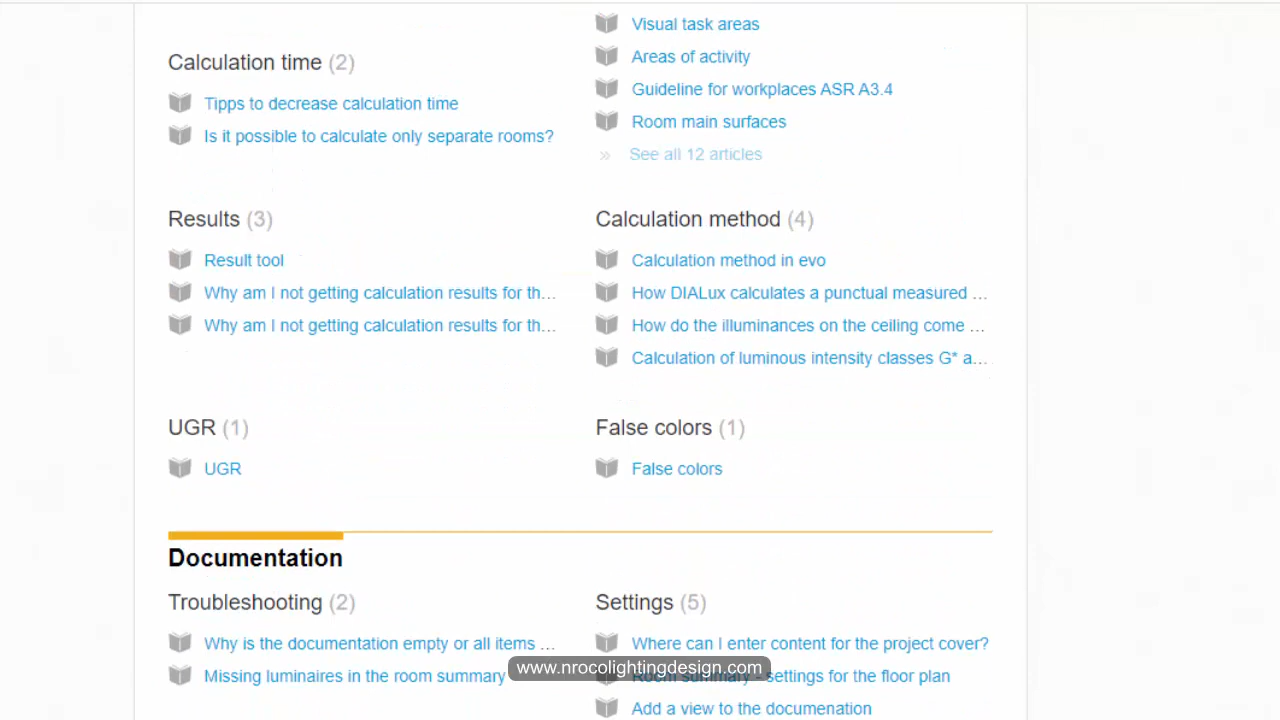 Visual task areas
Calculation time (2)
Areas of activity
Tipps to decrease calculation time
Guideline for workplaces ASR A3.4
Is it possible to calculate only separate rooms?
Room main surfaces
» See all 12 articles
Results (3)
Result tool
Why am I not getting calculation results for th...
Why am I not getting calculation results for th...
Calculation method (4)
Calculation method in evo
How DIALux calculates a punctual measured ...
How do the illuminances on the ceiling come ...
Calculation of luminous intensity classes G* a...
UGR (1)
UGR
False colors (1)
False colors
Documentation
Troubleshooting (2)
Why is the documentation empty or all items ...
Missing luminaires in the room summary
Settings (5)
Where can I enter content for the project cover?
www.nrocolightingdesign.com
Room summary - settings for the floor plan
Add a view to the documenation